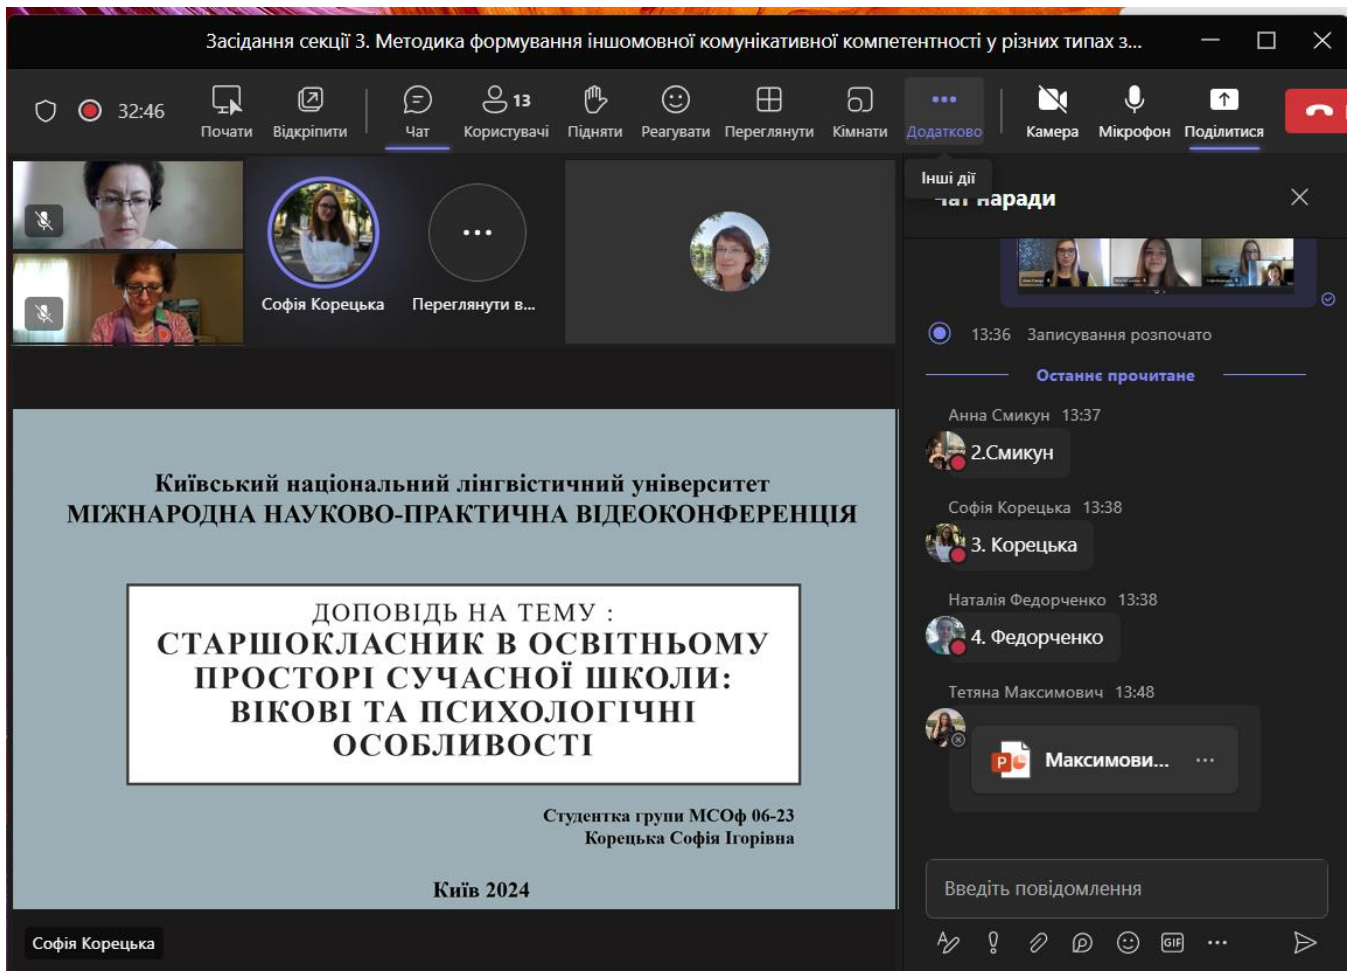 Засідання секції 3. Методика формування іншомовної комунікативної компетентності у різних типах з...
32:46
Почати
Відкріпити
Чат
13
Користувачі
Підняти
Реагувати
Переглянути
Кімнати
Додатково
Камера
Мікрофон
Поділитися
Інші дії
Чат наради
Софія Корецька
Переглянути в...
13:36 Записування розпочато
Останнє прочитане
Анна Смикун 13:37
2.Смикун
Софія Корецька 13:38
3. Корецька
Наталія Федорченко 13:38
4. Федорченко
Тетяна Максимович 13:48
Максимови...
Введіть повідомлення
GIF
Київський національний лінгвістичний університет
МІЖНАРОДНА НАУКОВО-ПРАКТИЧНА ВІДЕОКОНФЕРЕНЦІЯ
ДОПОВІДЬ НА ТЕМУ :
СТАРШОКЛАСНИК В ОСВІТНЬОМУ
ПРОСТОРІ СУЧАСНОЇ ШКОЛИ:
ВІКОВІ ТА ПСИХОЛОГІЧНІ
ОСОБЛИВОСТІ
Студентка групи МСОф 06-23
Корецька Софія Ігорівна
Київ 2024
Софія Корецька